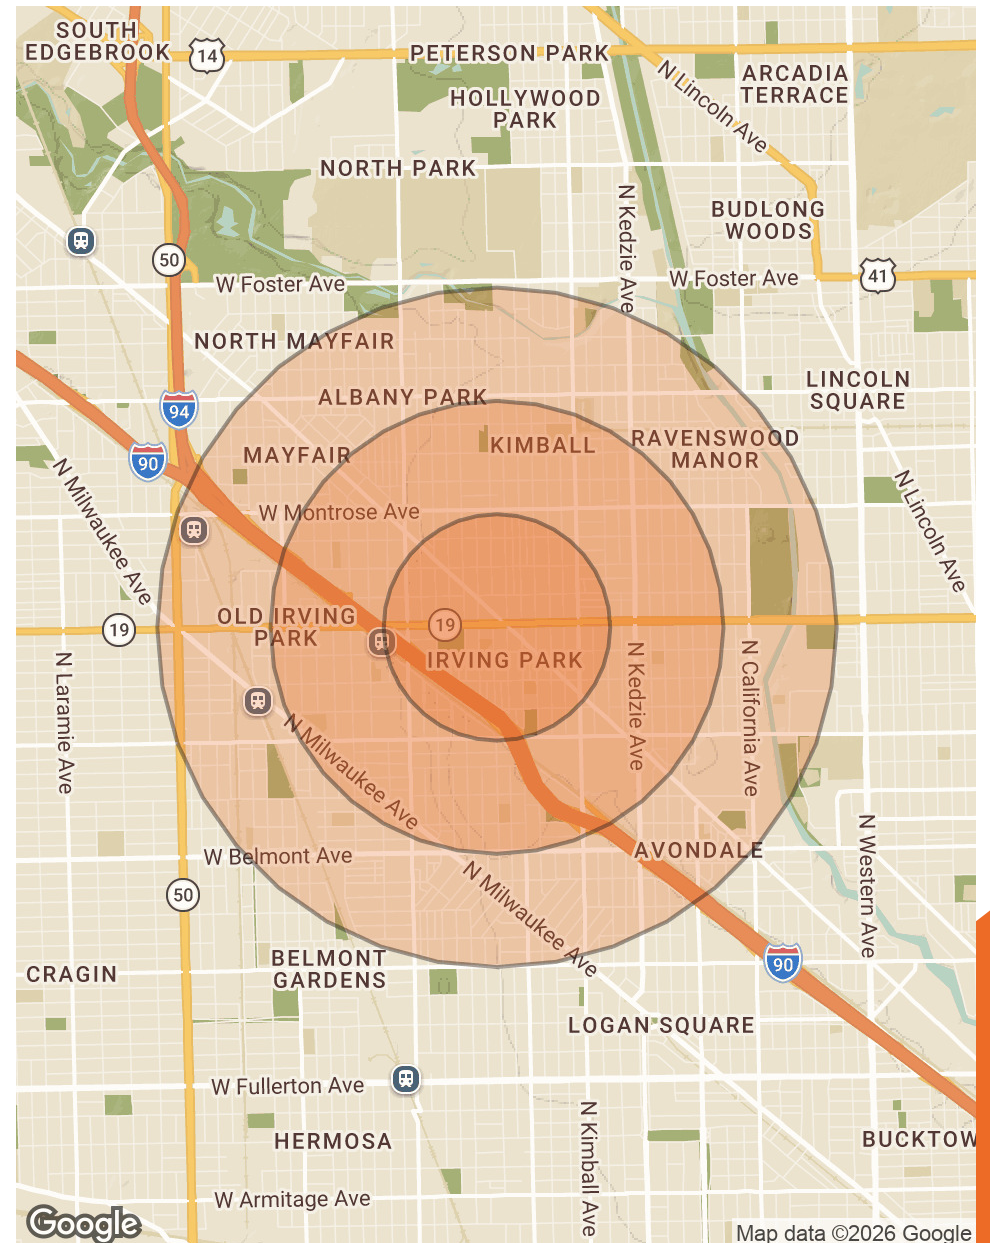 SOUTH
EDGEBROOK
14
PETERSON PARK
N Lincoln Ave
ARCADIA
TERRACE
HOLLYWOOD
PARK
NORTH PARK
N Kedzie Ave
BUDLONG
WOODS
50
W Foster Ave
W Foster Ave
41
NORTH MAYFAIR
ALBANY PARK
LINCOLN
SQUARE
94
KIMBALL
RAVENSWOOD
MANOR
MAYFAIR
90
N Milwaukee Ave
W Montrose Ave
N Lincoln Ave
OLD IRVING
PARK
19
19
IRVING PARK
N Laramie Ave
N Kedzie Ave
N California Ave
N Milwaukee Ave
W Belmont Ave
AVONDALE
N Western Ave
50
N Milwaukee Ave
BELMONT
GARDENS
CRAGIN
90
LOGAN SQUARE
W Fullerton Ave
N Kimball Ave
HERMOSA
BUCKTOW
W Armitage Ave
Google
Map data ©2026 Google